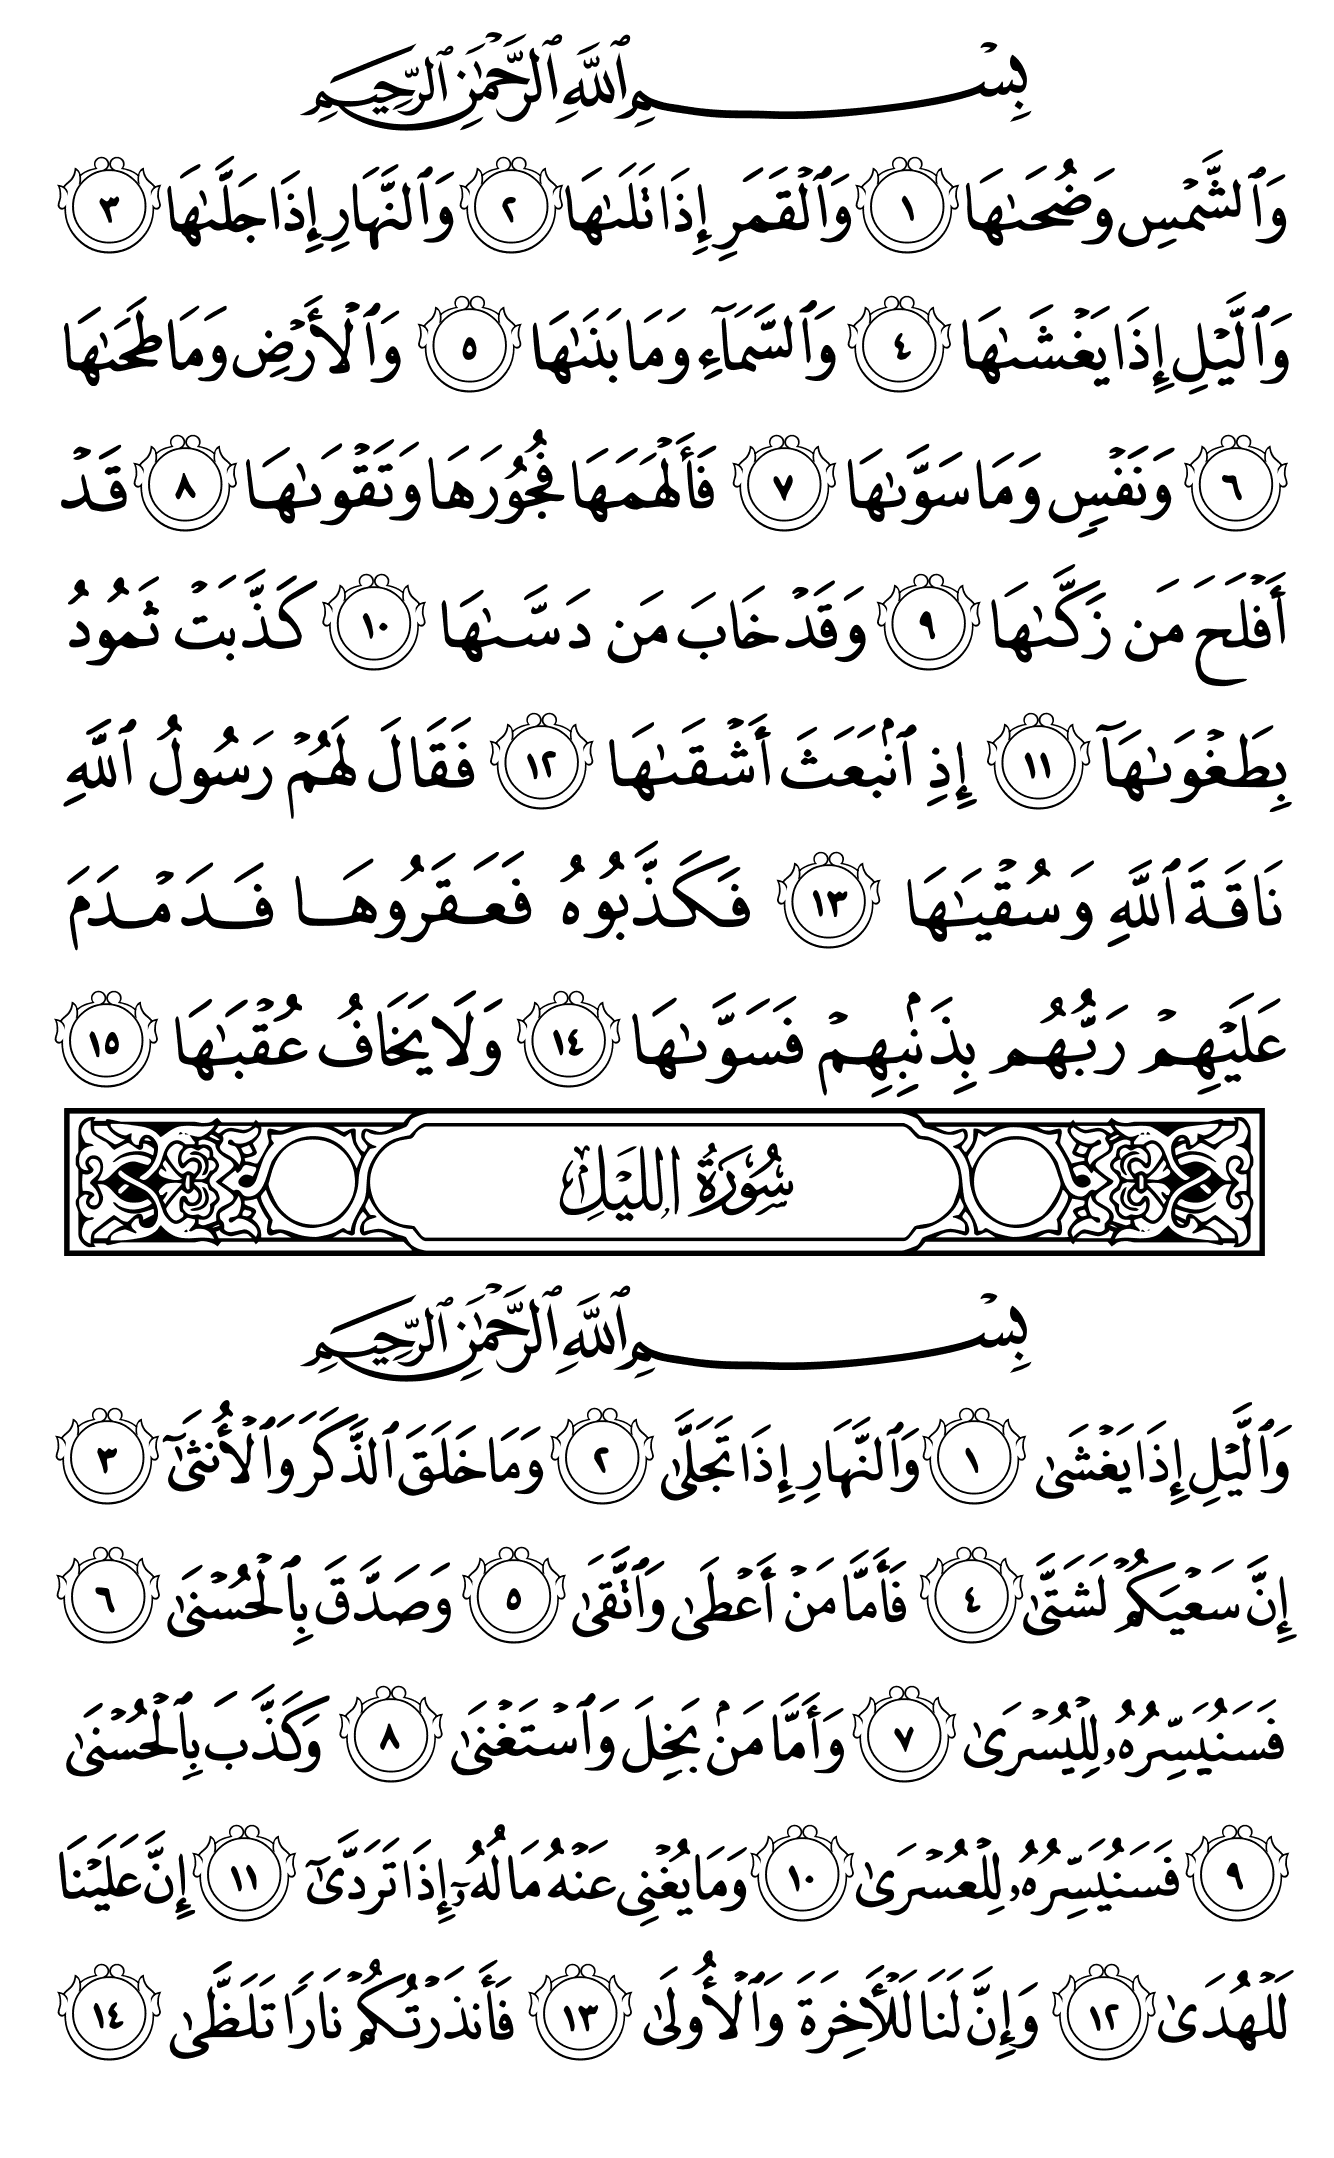 بِسْمِ ٱللَّهِ ٱلرَّحْمَٰنِ ٱلرَّحِيمِ
وَٱلشَّمْسِ وَضُحَىٰهَا ١ وَٱلْقَمَرِ إِذَا تَلَىٰهَا ٢ وَٱلنَّهَارِ إِذَا جَلَّىٰهَا ٣
وَٱلَّيْلِ إِذَا يَغْشَىٰهَا ٤ وَٱلسَّمَآءِ وَمَا بَنَىٰهَا ٥ وَٱلْأَرْضِ وَمَا طَحَىٰهَا
٦ وَنَفْسٍ وَمَا سَوَّىٰهَا ٧ فَأَلْهَمَهَا فُجُورَهَا وَتَقْوَىٰهَا ٨ قَدْ
أَفْلَحَ مَن زَكَّىٰهَا ٩ وَقَدْ خَابَ مَن دَسَّىٰهَا ١٠ كَذَّبَتْ ثَمُودُ
بِطَغْوَىٰهَآ ١١ إِذِ ٱنۢبَعَثَ أَشْقَىٰهَا ١٢ فَقَالَ لَهُمْ رَسُولُ ٱللَّهِ
نَاقَةَ ٱللَّهِ وَسُقْيَٰهَا ١٣ فَكَذَّبُوهُ فَعَقَرُوهَا فَدَمْدَمَ
عَلَيْهِمْ رَبُّهُم بِذَنۢبِهِمْ فَسَوَّىٰهَا ١٤ وَلَا يَخَافُ عُقْبَٰهَا ١٥
سُورَةُ اللَّيْلِ
بِسْمِ ٱللَّهِ ٱلرَّحْمَٰنِ ٱلرَّحِيمِ
وَٱلَّيْلِ إِذَا يَغْشَىٰ ١ وَٱلنَّهَارِ إِذَا تَجَلَّىٰ ٢ وَمَا خَلَقَ ٱلذَّكَرَ وَٱلْأُنثَىٰٓ ٣
إِنَّ سَعْيَكُمْ لَشَتَّىٰ ٤ فَأَمَّا مَنْ أَعْطَىٰ وَٱتَّقَىٰ ٥ وَصَدَّقَ بِٱلْحُسْنَىٰ ٦
فَسَنُيَسِّرُهُۥ لِلْيُسْرَىٰ ٧ وَأَمَّا مَنۢ بَخِلَ وَٱسْتَغْنَىٰ ٨ وَكَذَّبَ بِٱلْحُسْنَىٰ
٩ فَسَنُيَسِّرُهُۥ لِلْعُسْرَىٰ ١٠ وَمَا يُغْنِى عَنْهُ مَالُهُۥٓ إِذَا تَرَدَّىٰٓ ١١ إِنَّ عَلَيْنَا
لَلْهُدَىٰ ١٢ وَإِنَّ لَنَا لَلْأَخِرَةَ وَٱلْأُولَىٰ ١٣ فَأَنذَرْتُكُمْ نَارًا تَلَظَّىٰ ١٤